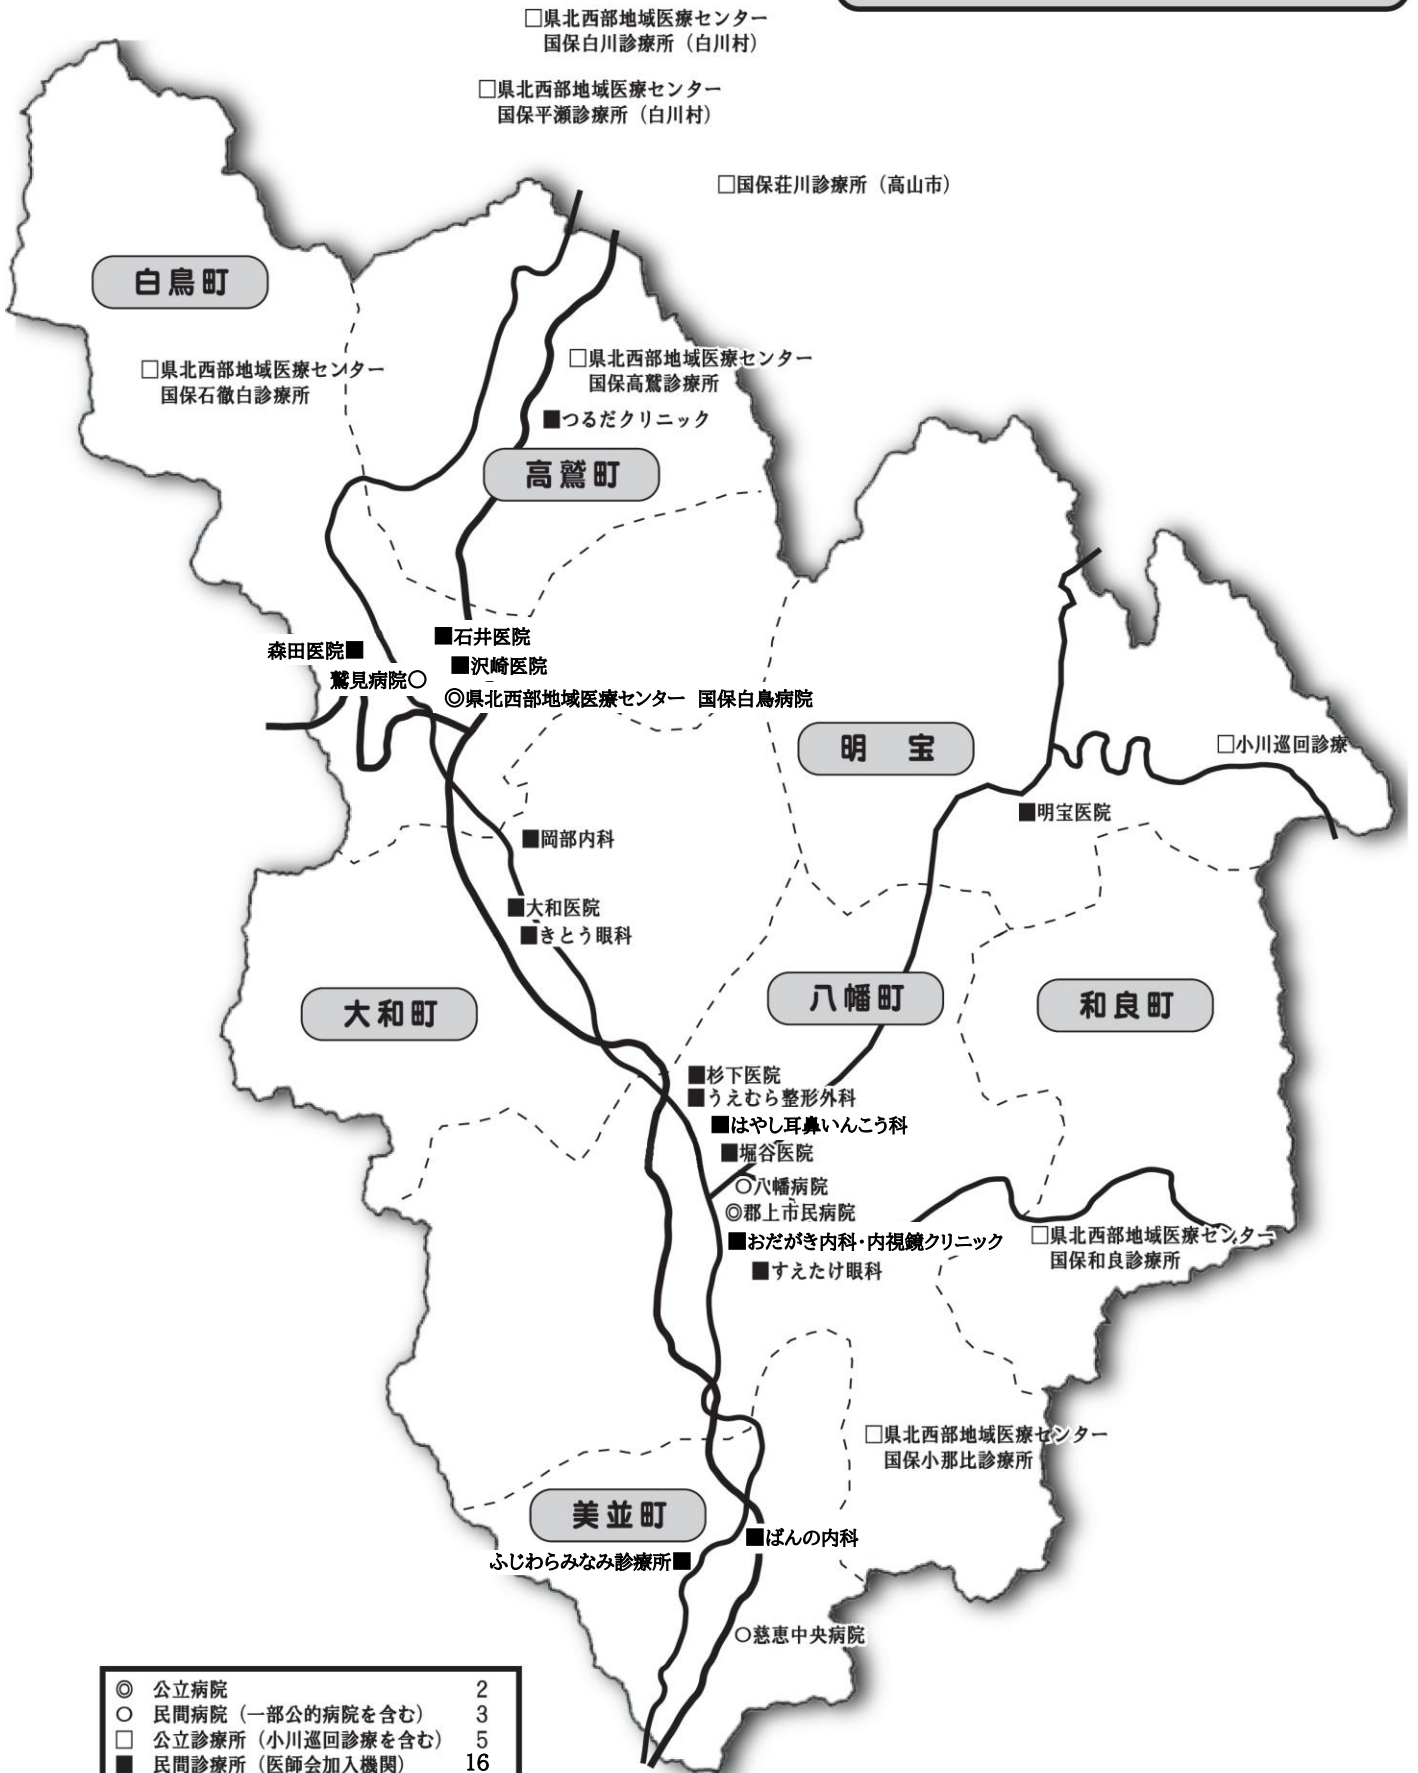 □県北西部地域医療センター
国保白川診療所（白川村）
□県北西部地域医療センター
国保平瀬診療所（白川村）
□国保荘川診療所（高山市）
白鳥町
□県北西部地域医療センター
国保石徹白診療所
□県北西部地域医療センター
国保高鷲診療所
■つるだクリニック
高鷲町
■石井医院
森田医院■
■沢崎医院
鷲見病院○
◎県北西部地域医療センター 国保白鳥病院
明 宝
□小川巡回診療
■明宝医院
■岡部内科
■大和医院
■きとう眼科
大和町
八幡町
和良町
■杉下医院
■うえむら整形外科
■はやし耳鼻いんこう科
■堀谷医院
○八幡病院
◎郡上市民病院
■おだがき内科・内視鏡クリニック
■すえたけ眼科
□県北西部地域医療センター
国保和良診療所
□県北西部地域医療センター
国保小那比診療所
美並町
■ばんの内科
ふじわらみなみ診療所■
○慈恵中央病院
◎ 公立病院 2
○ 民間病院（一部公的病院を含む） 3
□ 公立診療所（小川巡回診療を含む） 5
■ 民間診療所（医師会加入機関） 16